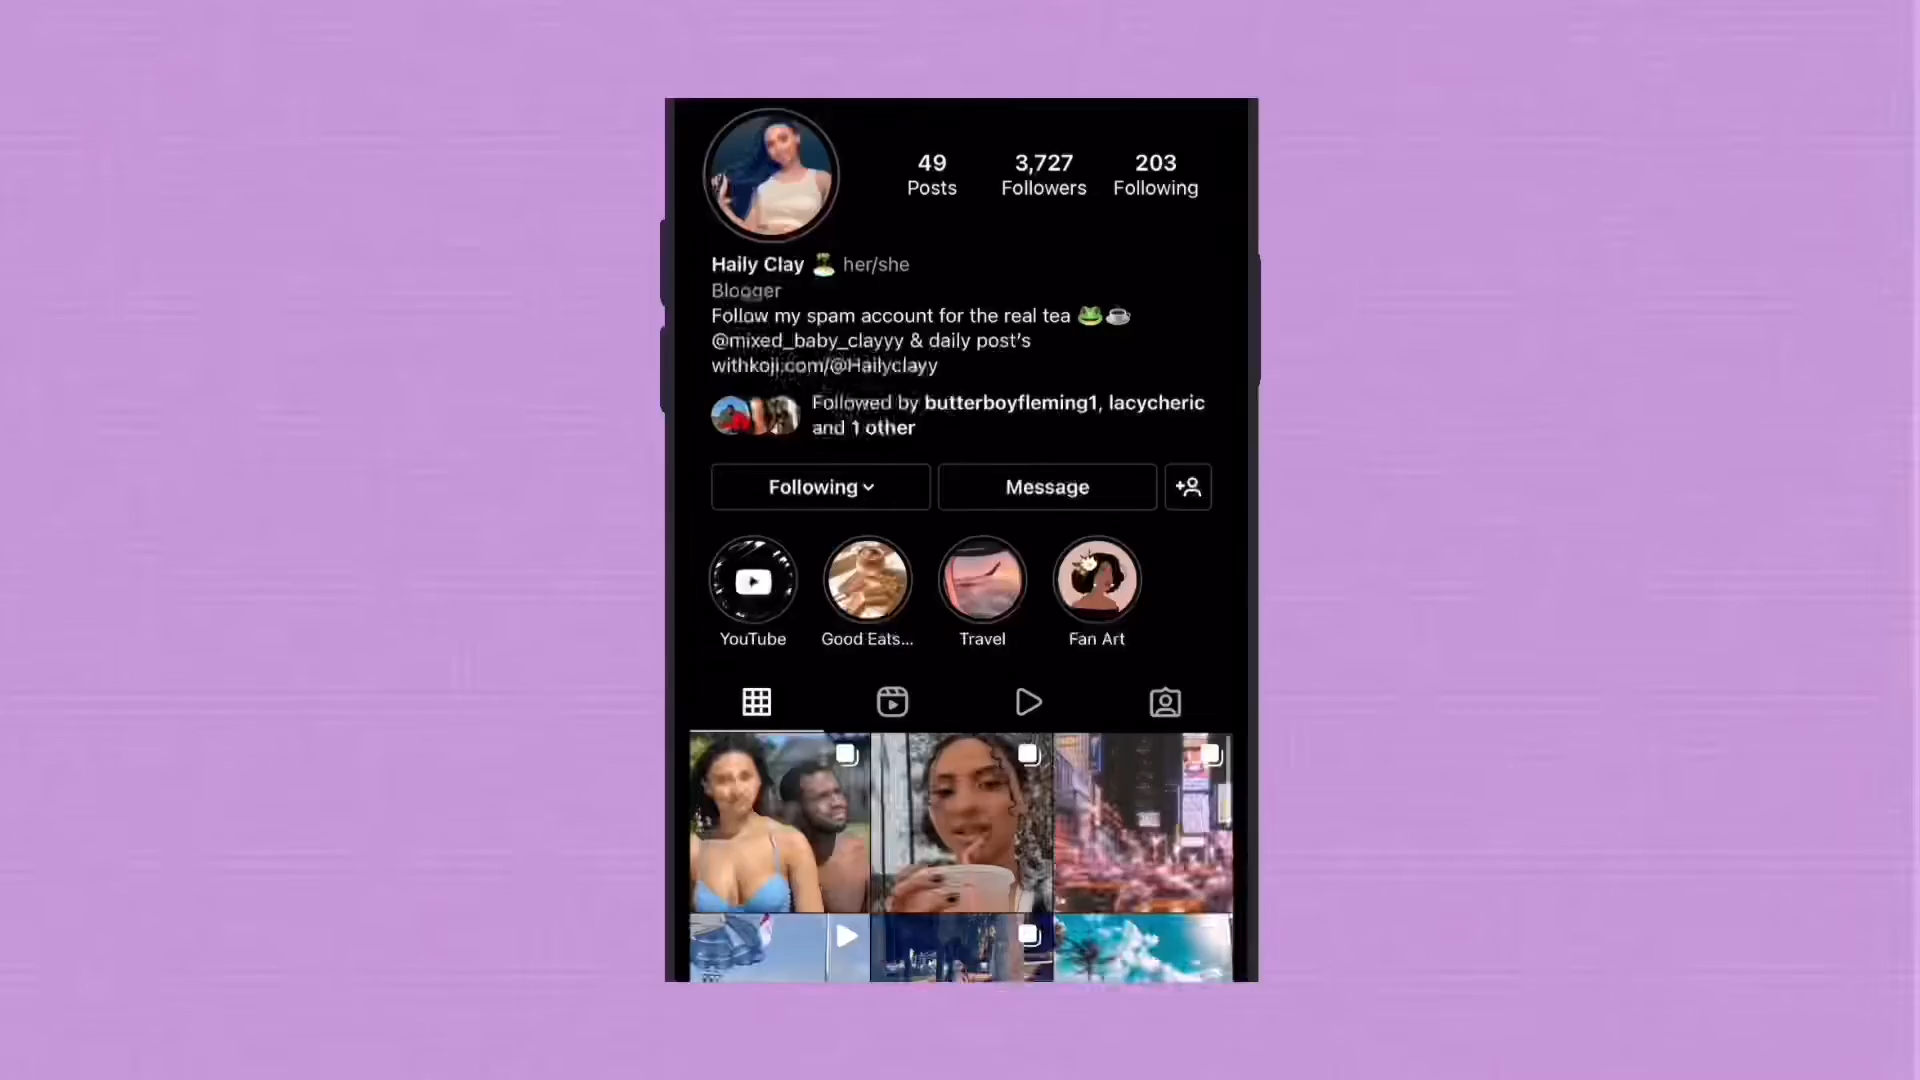 49 3,727 203
Posts Followers Following
Haily Clay 🏝️ her/she
Blogger
Follow my spam account for the real tea 🐸☕
@mixed_baby_clayyy & daily post's
withkoji.com/@Hailyclayy
Followed by butterboyfleming1, lacycheric
and 1 other
Following Message
YouTube Good Eats... Travel Fan Art